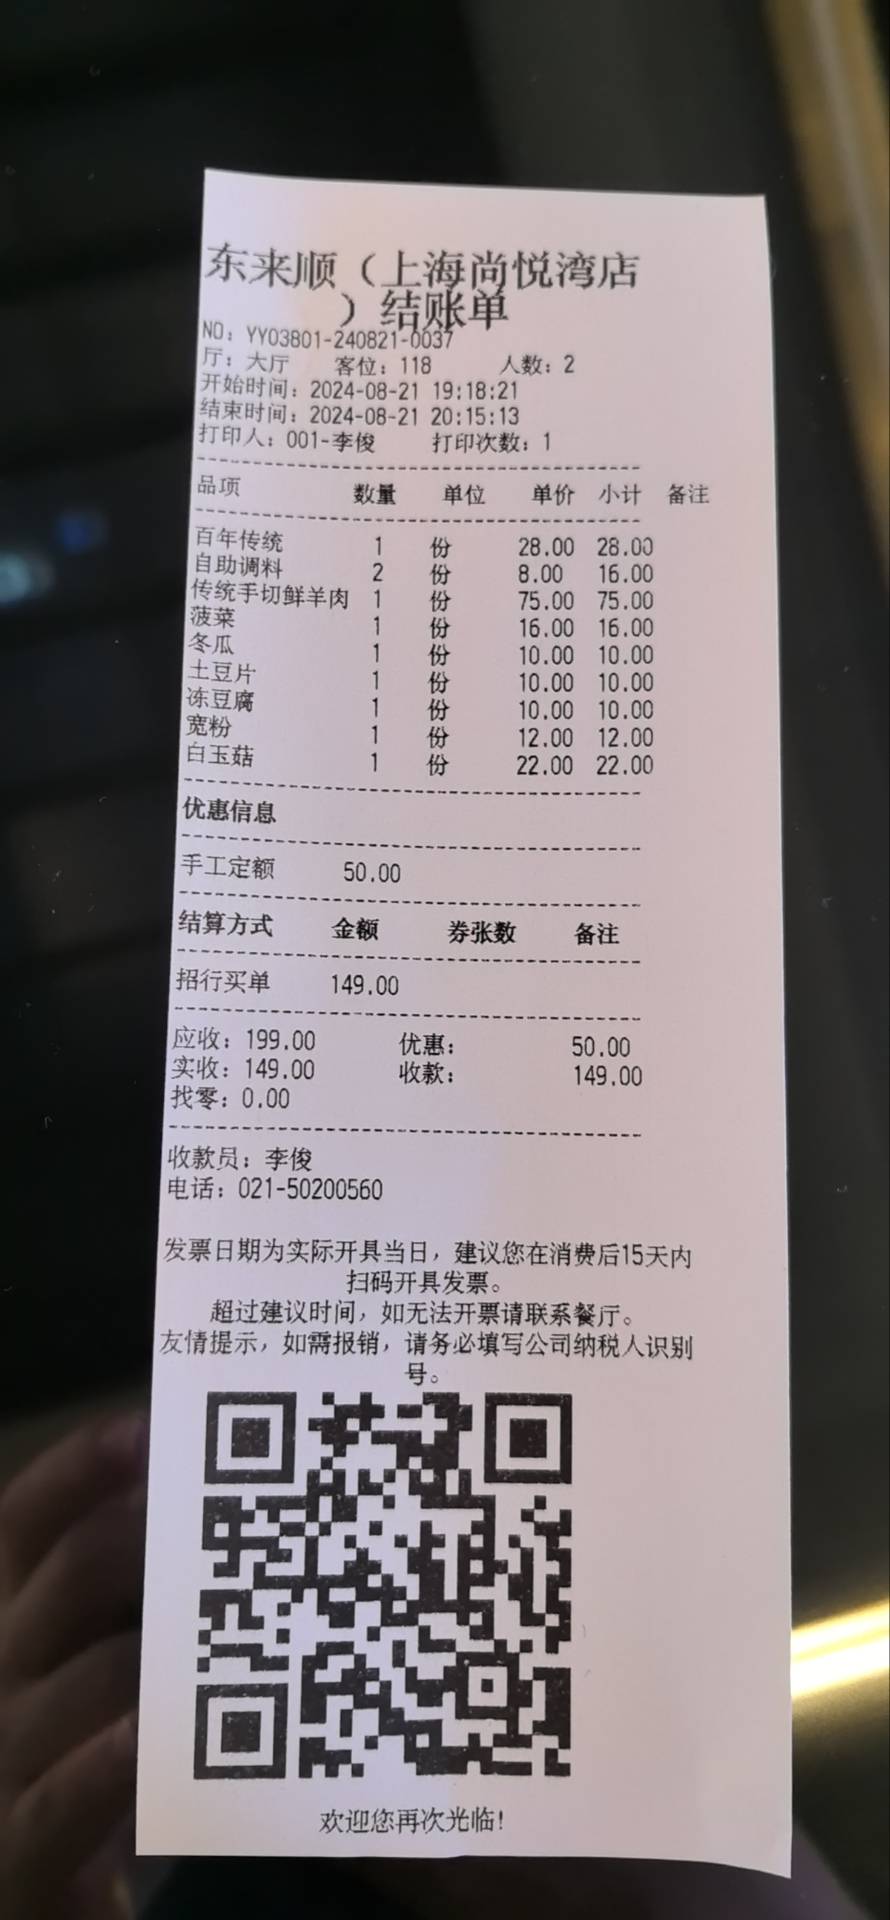 东来顺（上海尚悦湾店
）结账单
NO：YY03801-240821-0037
厅：大厅 客位：118 人数：2
开始时间：2024-08-21 19:18:21
结束时间：2024-08-21 20:15:13
打印人：001-李俊 打印次数：1
品项 数量 单位 单价 小计 备注
百年传统 1 份 28.00 28.00
自助调料 2 份 8.00 16.00
传统手切鲜羊肉 1 份 75.00 75.00
菠菜 1 份 16.00 16.00
冬瓜 1 份 10.00 10.00
土豆片 1 份 10.00 10.00
冻豆腐 1 份 10.00 10.00
宽粉 1 份 12.00 12.00
白玉菇 1 份 22.00 22.00
优惠信息
手工定额 50.00
结算方式 金额 券张数 备注
招行买单 149.00
应收：199.00 优惠： 50.00
实收：149.00 收款： 149.00
找零：0.00
收款员：李俊
电话：021-50200560
发票日期为实际开具当日，建议您在消费后15天内
扫码开具发票。
超过建议时间，如无法开票请联系餐厅。
友情提示，如需报销，请务必填写公司纳税人识别
号。
欢迎您再次光临!